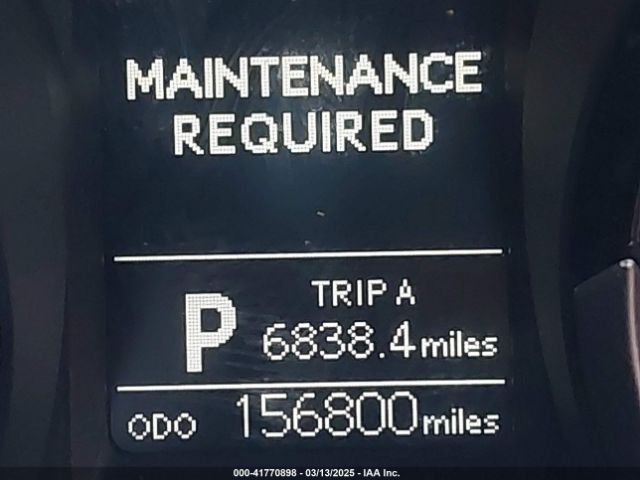 MAINTENANCE
REQUIRED
TRIP A
P 6838.4 miles
ODO 156800 miles
000-41770898 - 03/13/2025 - IAA Inc.